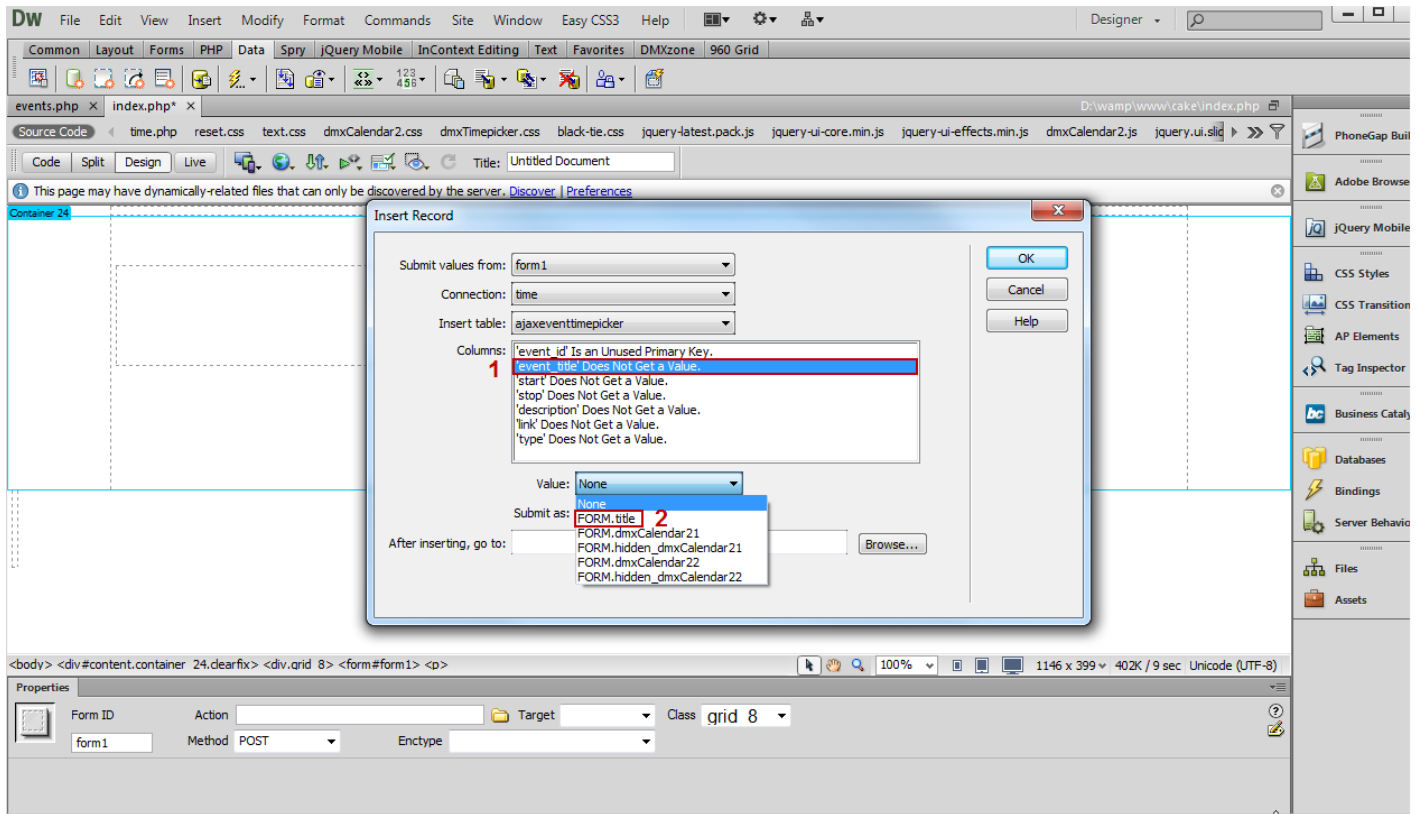 DW File Edit View Insert Modify Format Commands Site Window Easy CSS3 Help Designer
Common Layout Forms PHP Data Spry jQuery Mobile InContext Editing Text Favorites DMXzone 960 Grid
events.php × index.php* × D:\wamp\www\cake\index.php
Source Code time.php reset.css text.css dmxCalendar2.css dmxTimepicker.css black-tie.css jquery-latest.pack.js jquery-ui-core.min.js jquery-ui-effects.min.js dmxCalendar2.js jquery.ui.slid
Code Split Design Live Title: Untitled Document
This page may have dynamically-related files that can only be discovered by the server. Discover | Preferences
Container 24
Insert Record
Submit values from: form1
OK
Connection: time
Cancel
Insert table: ajaxeventtimepicker
Help
Columns: 'event_id' Is an Unused Primary Key.
1 'event_title' Does Not Get a Value.
'start' Does Not Get a Value.
'stop' Does Not Get a Value.
'description' Does Not Get a Value.
'link' Does Not Get a Value.
'type' Does Not Get a Value.
Value: None
None
Submit as: FORM.title 2
FORM.dmxCalendar21
After inserting, go to: FORM.hidden_dmxCalendar21 Browse...
FORM.dmxCalendar22
FORM.hidden_dmxCalendar22
PhoneGap Buil
Adobe Browse
jQuery Mobile
CSS Styles
CSS Transition
AP Elements
Tag Inspector
Business Cataly
Databases
Bindings
Server Behavio
Files
Assets
<body> <div#content.container 24.clearfix> <div.grid 8> <form#form1> <p> 100% 1146 x 399 402K / 9 sec Unicode (UTF-8)
Properties
Form ID Action Target Class grid 8
form1 Method POST Enctype